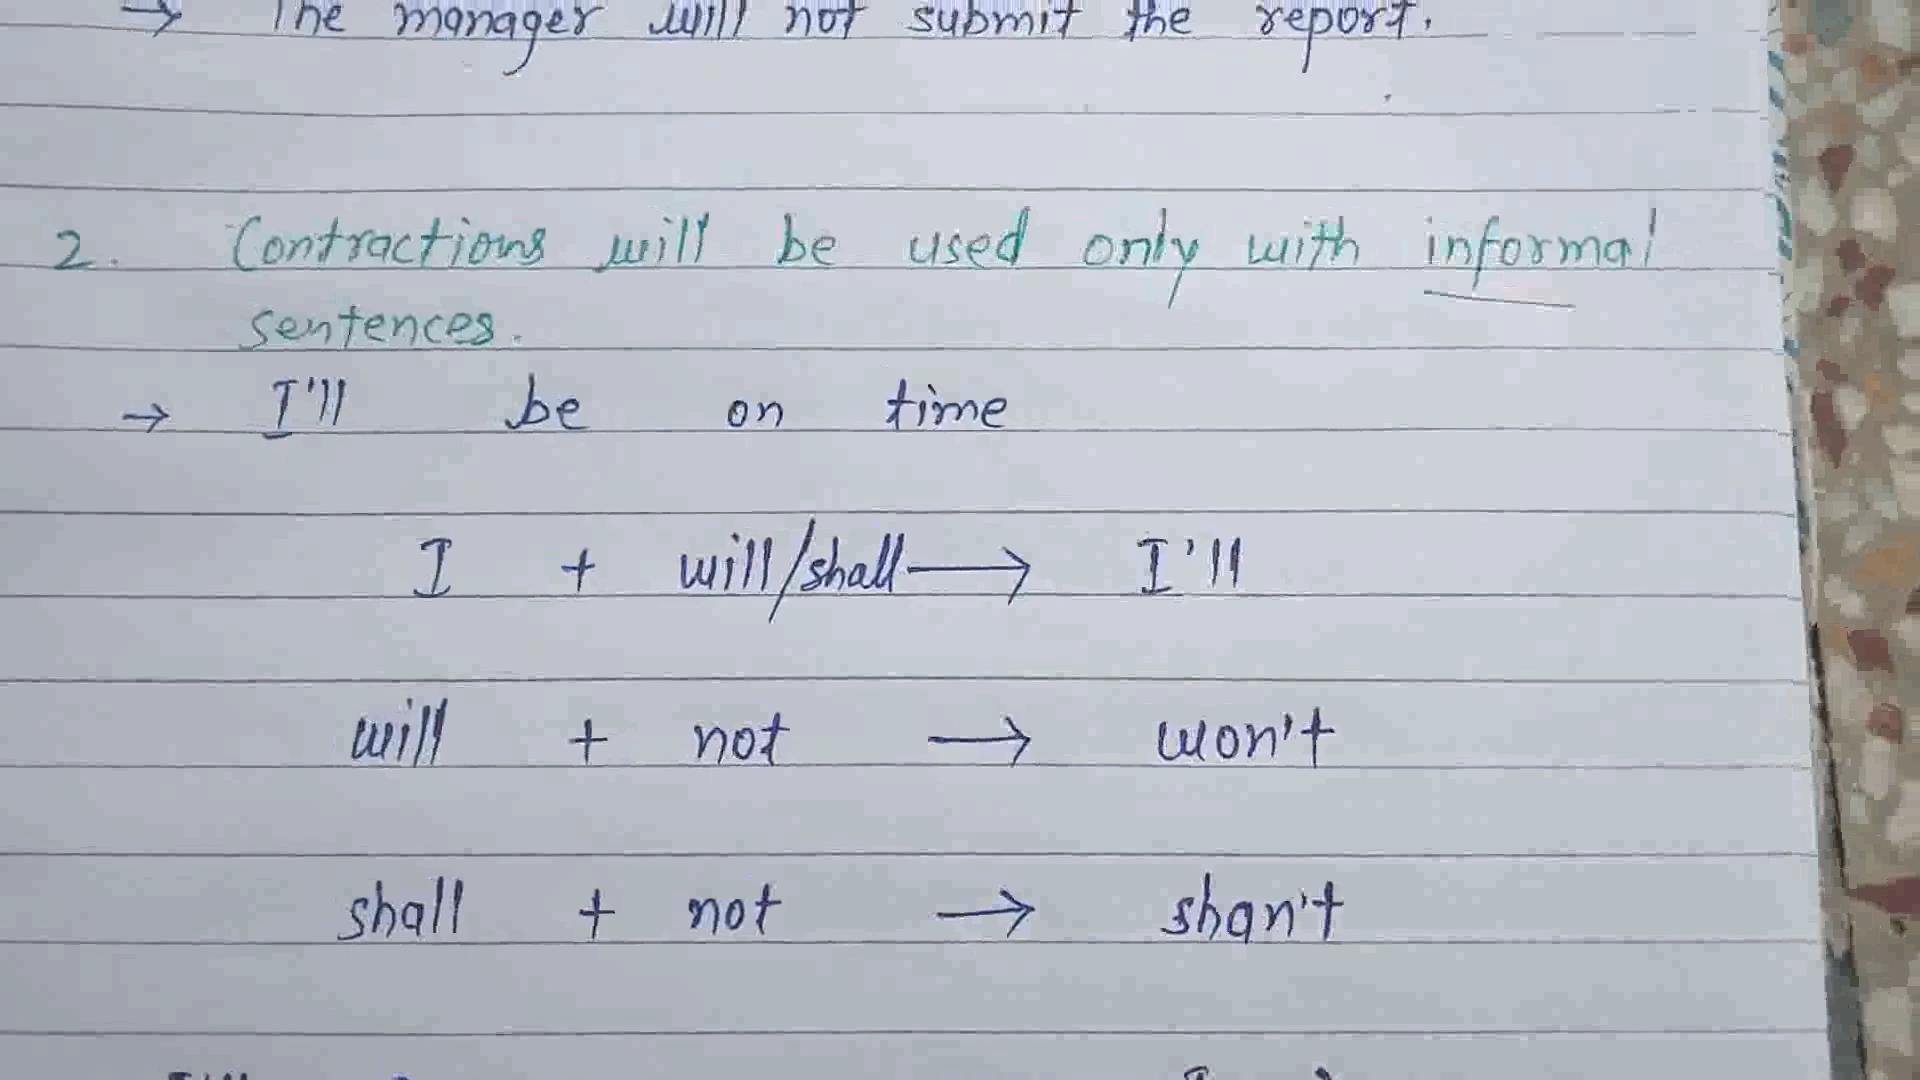 → The manager will not submit the report.
2. Contractions will be used only with informal
sentences.
→ I'll be on time
I + will/shall → I'll
will + not → won't
shall + not → shan't